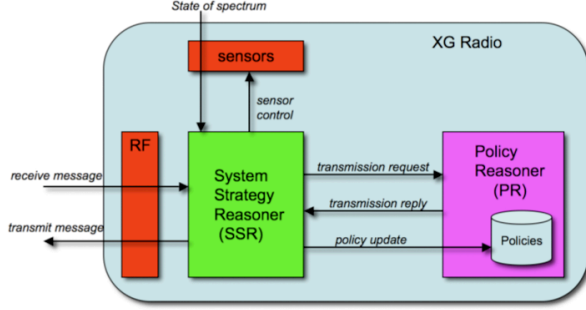 State of spectrum
XG Radio
sensors
sensor
control
RF
receive message
transmit message
System
Strategy
Reasoner
(SSR)
transmission request
transmission reply
policy update
Policy
Reasoner
(PR)
Policies